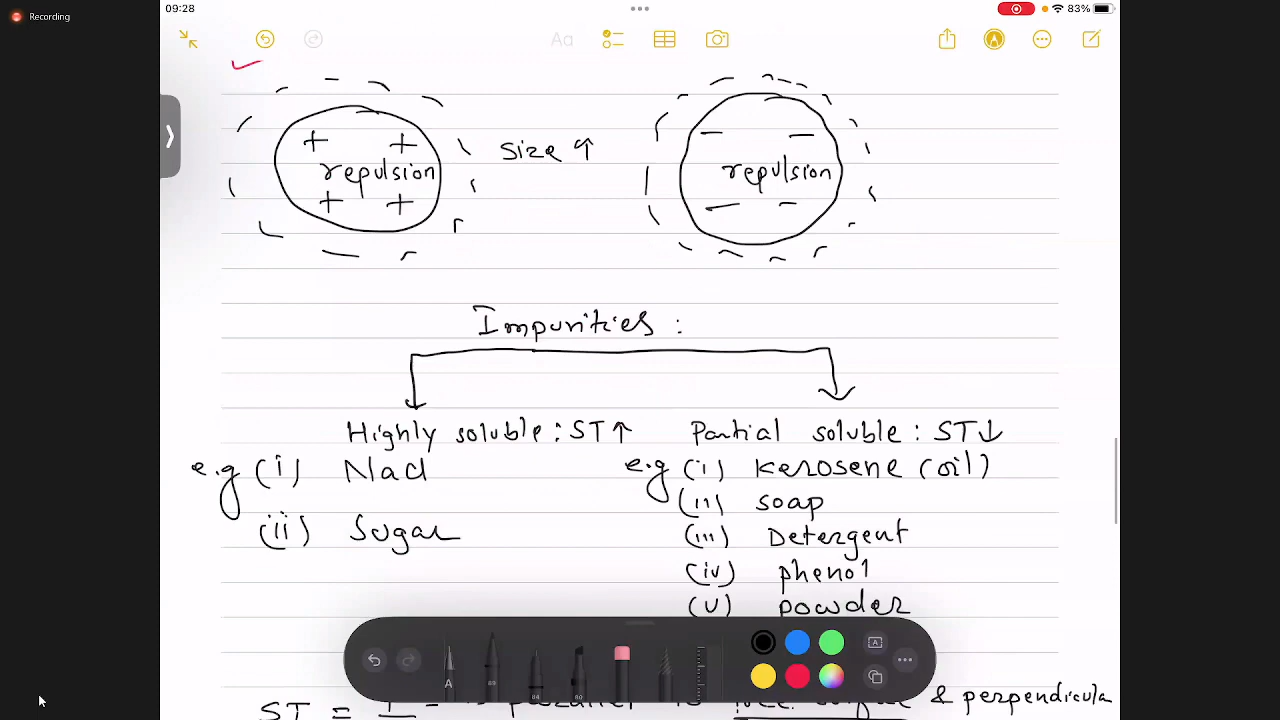 Recording
09:28
83%
Aa
+ +
repulsion
+ +
Size ↑
— —
repulsion
— —
Impurities :
Highly soluble : ST↑
e.g (i) Nacl
(ii) Sugar
Partial soluble : ST↓
e.g (i) kerosene (oil)
(ii) soap
(iii) Detergent
(iv) phenol
(v) powder
A
ST =
& perpendicula